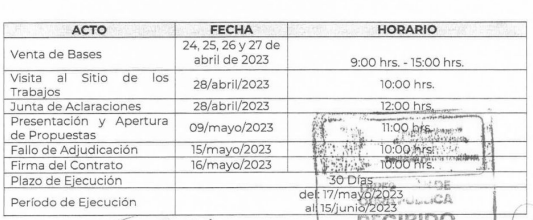 ACTO FECHA HORARIO
Venta de Bases 24, 25, 26 y 27 de abril de 2023 9:00 hrs. - 15:00 hrs.
Visita al Sitio de los Trabajos 28/abril/2023 10:00 hrs.
Junta de Aclaraciones 28/abril/2023 12:00 hrs.
Presentación y Apertura de Propuestas 09/mayo/2023 11:00 hrs.
Fallo de Adjudicación 15/mayo/2023 10:00 hrs.
Firma del Contrato 16/mayo/2023 10:00 hrs.
Plazo de Ejecución 30 Días
Período de Ejecución del: 17/mayo/2023
al: 15/junio/2023
RECIBIDO